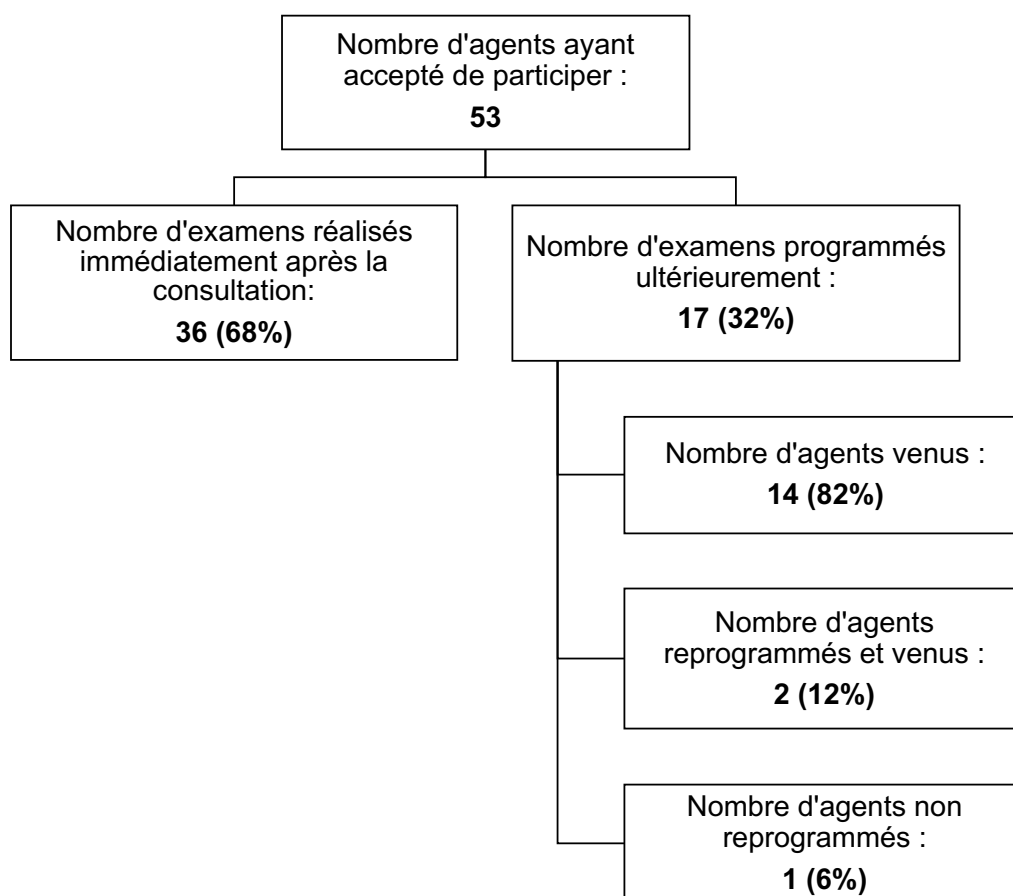 Nombre d'agents ayant
accepté de participer :
53
Nombre d'examens réalisés
immédiatement après la
consultation:
36 (68%)
Nombre d'examens programmés
ultérieurement :
17 (32%)
Nombre d'agents venus :
14 (82%)
Nombre d'agents
reprogrammés et venus :
2 (12%)
Nombre d'agents non
reprogrammés :
1 (6%)